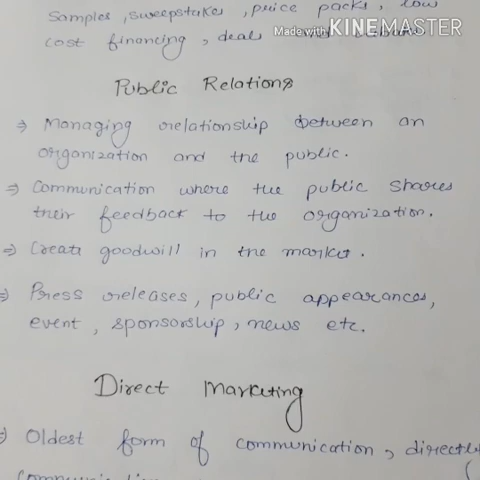 Samples, sweepstakes, price packs, low
cost financing, deals
Made with KINEMASTER
Public Relations
⇒ Managing relationship between an
organization and the public.
⇒ Communication where the public shares
their feedback to the organization.
⇒ Create goodwill in the market.
⇒ Press releases, public appearances,
event, sponsorship, news etc.
Direct Marketing
⇒ Oldest form of communication, directly